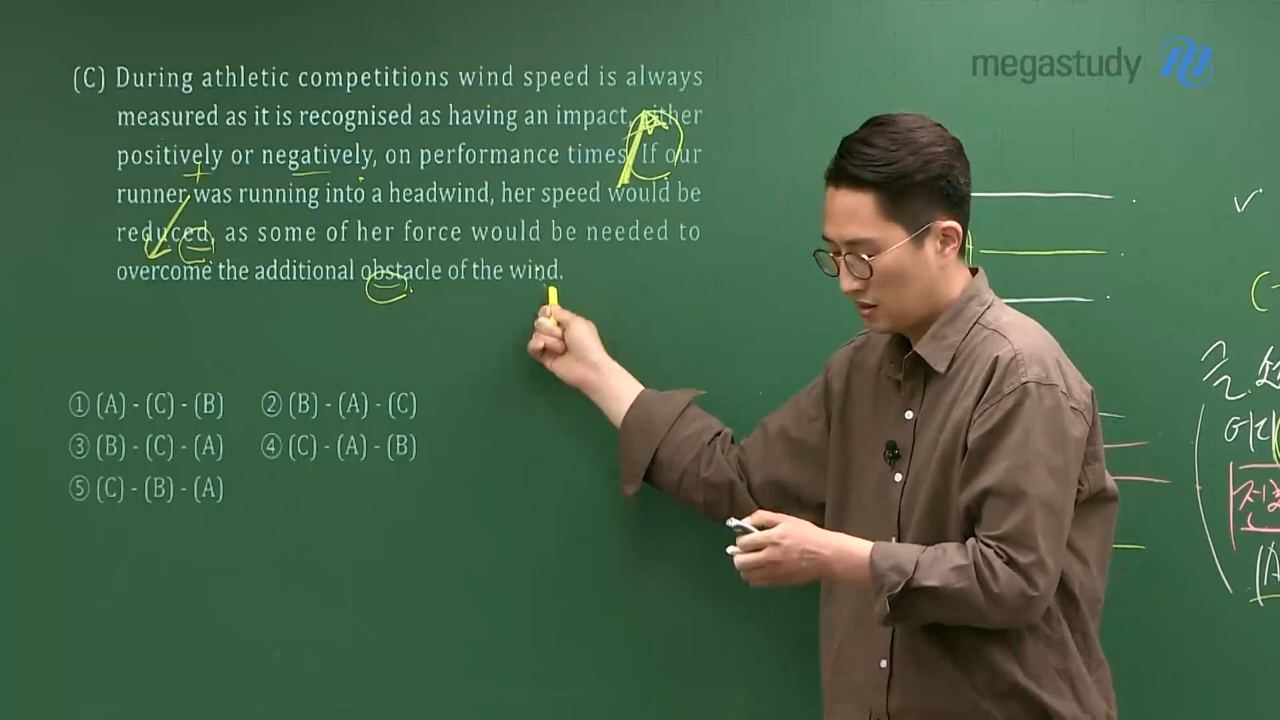 megastudy
(C) During athletic competitions wind speed is always
measured as it is recognised as having an impact, either
positively or negatively, on performance times. If our
runner was running into a headwind, her speed would be
reduced, as some of her force would be needed to
overcome the additional obstacle of the wind.
① (A) - (C) - (B) ② (B) - (A) - (C)
③ (B) - (C) - (A) ④ (C) - (A) - (B)
⑤ (C) - (B) - (A)